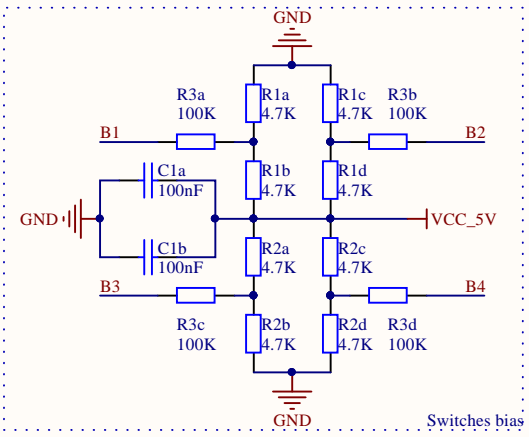 GND
R3a R1a R1c R3b
100K 4.7K 4.7K 100K
B1 B2
C1a R1b R1d
100nF 4.7K 4.7K
GND VCC_5V
C1b R2a R2c
100nF 4.7K 4.7K
B3 B4
R3c R2b R2d R3d
100K 4.7K 4.7K 100K
GND
Switches bias